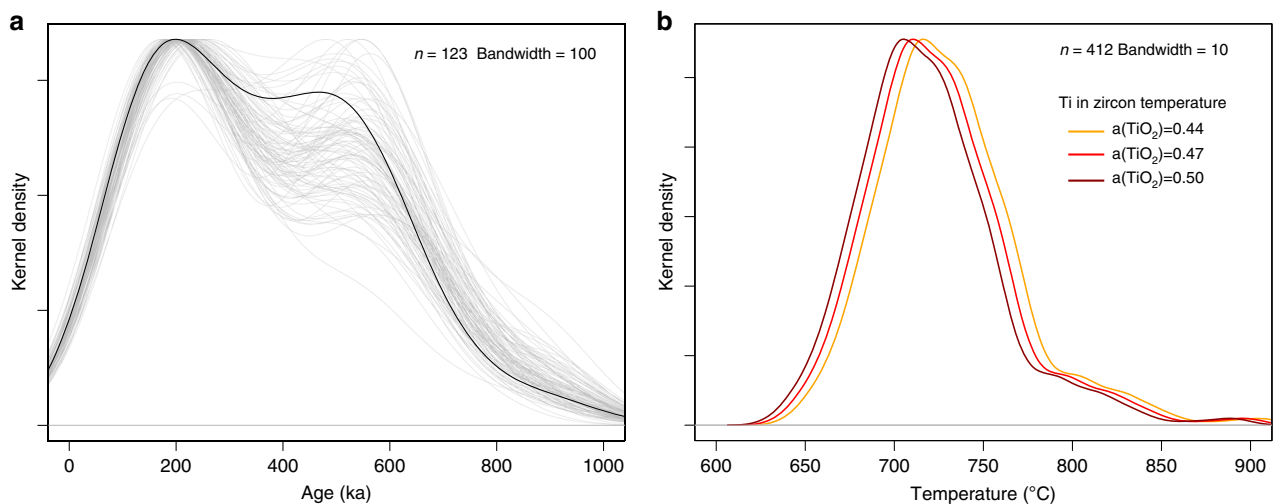 a
n = 123 Bandwidth = 100
Kernel density
0 200 400 600 800 1000
Age (ka)
b
n = 412 Bandwidth = 10
Ti in zircon temperature
a(TiO₂)=0.44
a(TiO₂)=0.47
a(TiO₂)=0.50
Kernel density
600 650 700 750 800 850 900
Temperature (°C)